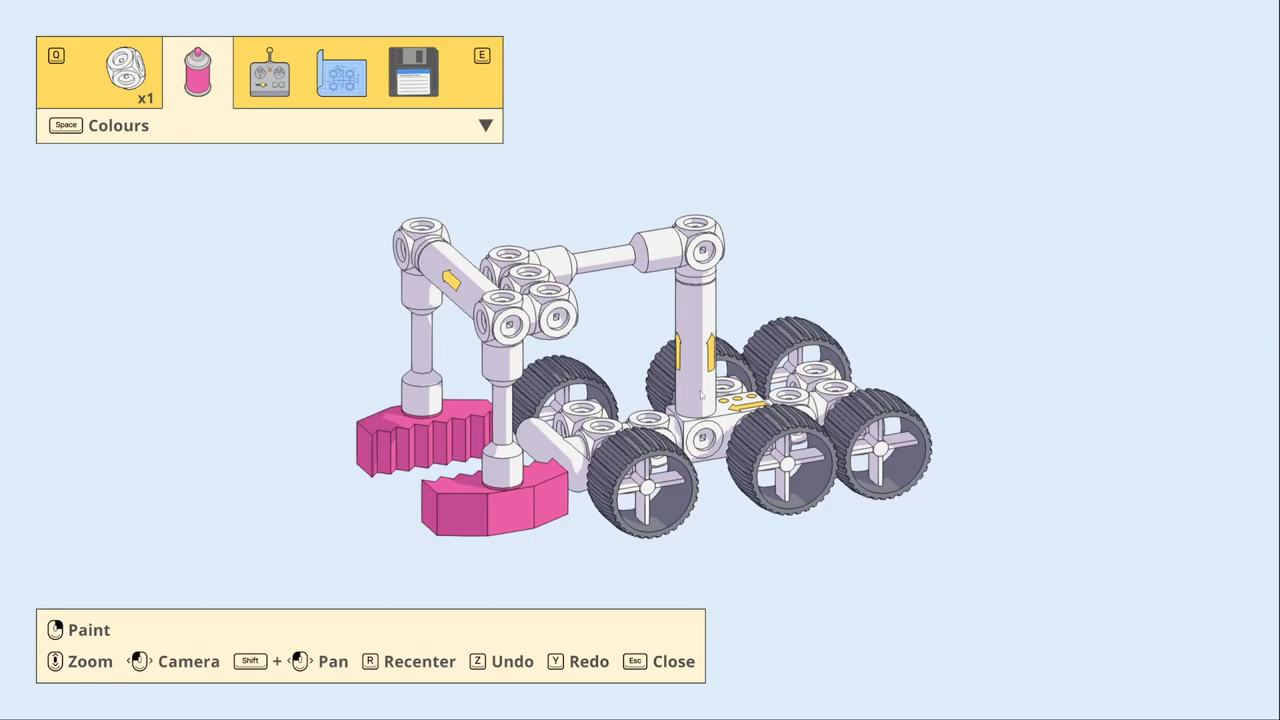 Q
E
x1
Space Colours
Paint
Zoom Camera Shift + Pan R Recenter Z Undo Y Redo Esc Close